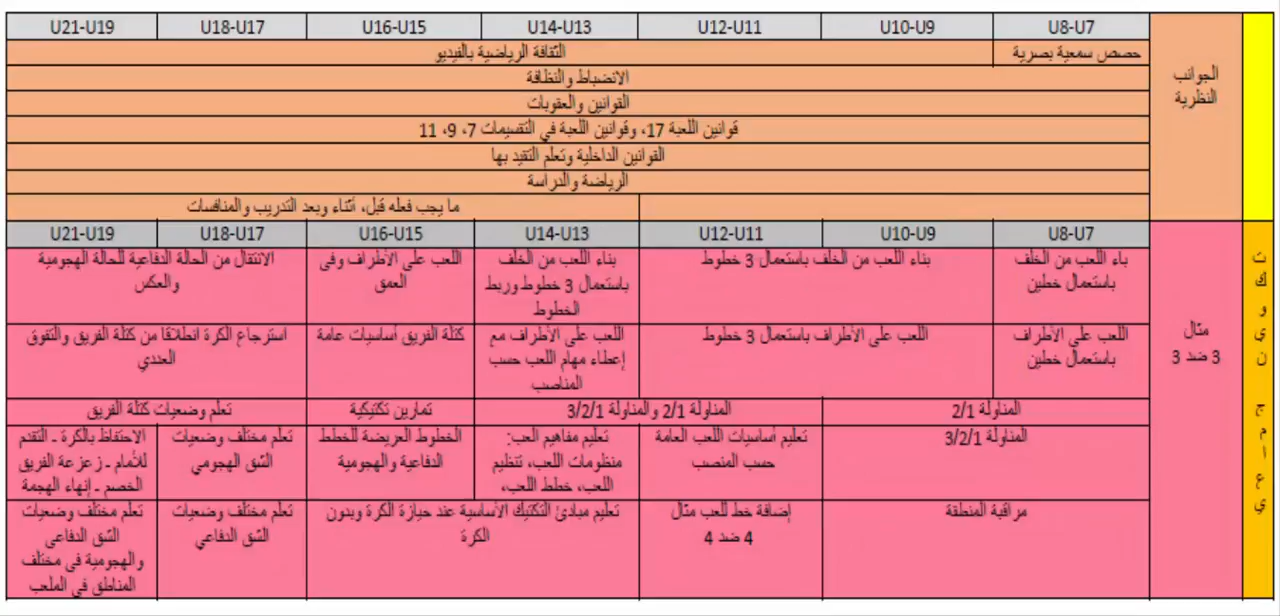 U8-U7 U10-U9 U12-U11 U14-U13 U16-U15 U18-U17 U21-U19
الجوانب
النظرية
حصص سمعية بصرية
الثقافة الرياضية بالفيديو
الانضباط والنظافة
القوانين والعقوبات
قوانين اللعبة 17، وقوانين اللعبة في التقسيمات 7، 9، 11
القوانين الداخلية وتعلم التقيد بها
الرياضة والدراسة
ما يجب فعله قبل، أثناء وبعد التدريب والمنافسات
ت
ك
و
ي
ن
ج
م
ا
ع
ي
مثال
3 ضد 3
U8-U7 U10-U9 U12-U11 U14-U13 U16-U15 U18-U17 U21-U19
باء اللعب من الخلف
باستعمال خطين
بناء اللعب من الخلف باستعمال 3 خطوط
بناء اللعب من الخلف
باستعمال 3 خطوط وربط
الخطوط
اللعب على الأطراف وفى
العمق
الانتقال من الحالة الدفاعية للحالة الهجومية
والعكس
اللعب على الأطراف
باستعمال خطين
اللعب على الأطراف باستعمال 3 خطوط
اللعب على الأطراف مع
إعطاء مهام اللعب حسب
المناصب
كتلة الفريق أساسيات عامة
استرجاع الكرة انطلاقا من كتلة الفريق والتفوق
العددي
المناولة 2/1
المناولة 2/1 والمناولة 3/2/1
تمارين تكتيكية
تعلم وضعيات كتلة الفريق
المناولة 3/2/1
تعليم أساسيات اللعب العامة
حسب المنصب
تعليم مفاهيم العب:
منظومات اللعب، تنظيم
اللعب، خطط اللعب،
الخطوط العريضة للخطط
الدفاعية والهجومية
تعلم مختلف وضعيات
الشق الهجومي
الاحتفاظ بالكرة ـ التقدم
للأمام ـ زعزعة الفريق
الخصم ـ إنهاء الهجمة
مراقبة المنطقة
إضافة خط للعب مثال
4 ضد 4
تعليم مبادئ التكتيك الأساسية عند حيازة الكرة وبدون
الكرة
تعلم مختلف وضعيات
الشق الدفاعي
تعلم مختلف وضعيات
الشق الدفاعى
والهجومية فى مختلف
المناطق في الملعب